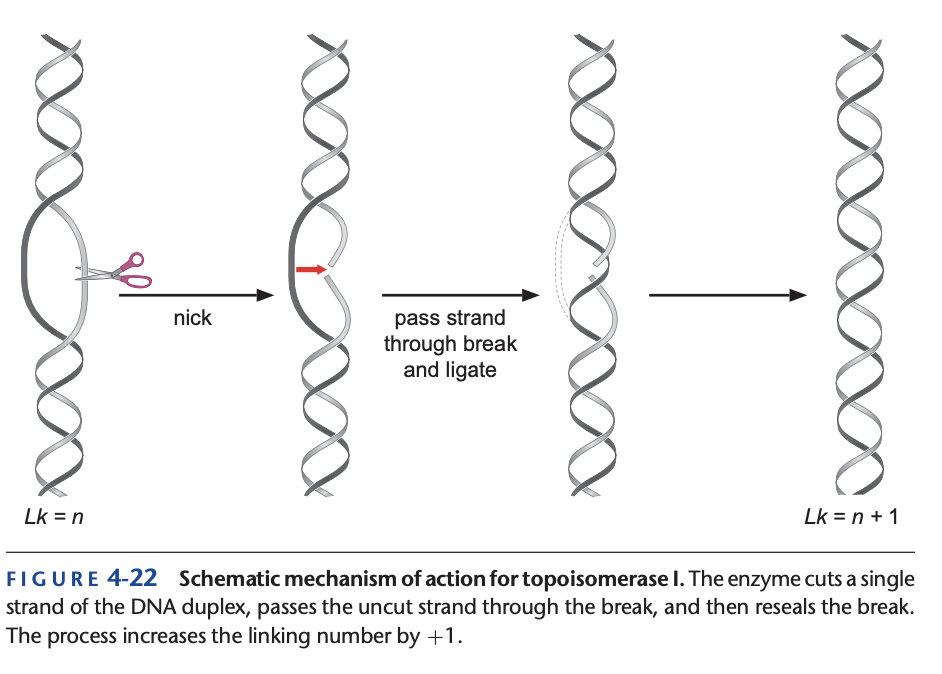 nick
pass strand
through break
and ligate
Lk = n
Lk = n + 1
FIGURE 4-22 Schematic mechanism of action for topoisomerase I. The enzyme cuts a single
strand of the DNA duplex, passes the uncut strand through the break, and then reseals the break.
The process increases the linking number by +1.